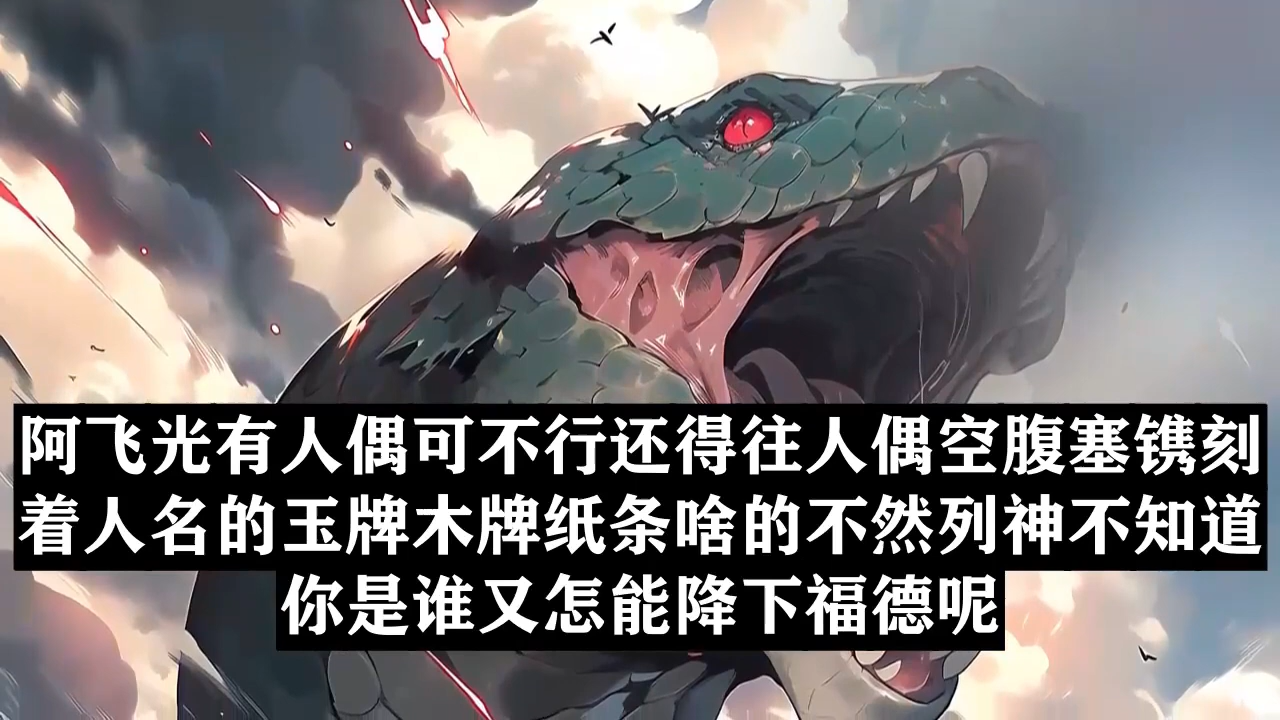 阿飞光有人偶可不行还得往人偶空腹塞镌刻
着人名的玉牌木牌纸条啥的不然列神不知道
你是谁又怎能降下福德呢